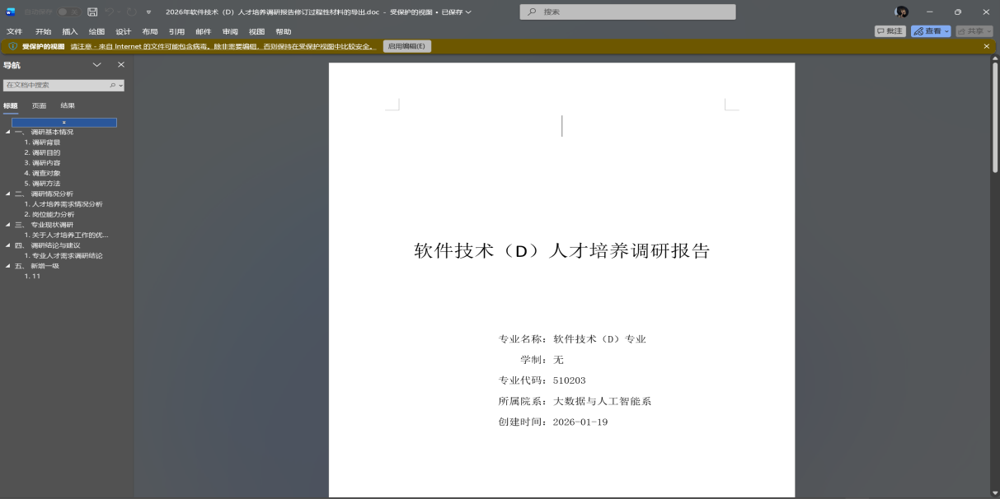 自动保存
2026年软件技术（D）人才培养调研报告修订过程性材料的导出.doc - 受保护的视图 • 已保存
搜索
文件 开始 插入 绘图 设计 布局 引用 邮件 审阅 视图 帮助
批注 查看 共享
受保护的视图 请注意 - 来自 Internet 的文件可能包含病毒。除非需要编辑，否则保持在受保护视图中比较安全。 启用编辑(E)
导航
在文档中搜索
标题 页面 结果
一、 调研基本情况
1. 调研背景
2. 调研目的
3. 调研内容
4. 调查对象
5. 调研方法
二、 调研情况分析
1. 人才培养需求情况分析
2. 岗位能力分析
三、 专业现状调研
1. 关于人才培养工作的优...
四、 调研结论与建议
1. 专业人才需求调研结论
五、 新增一级
1. 11
软件技术（D）人才培养调研报告
专业名称：软件技术（D）专业
学制：无
专业代码：510203
所属院系：大数据与人工智能系
创建时间：2026-01-19